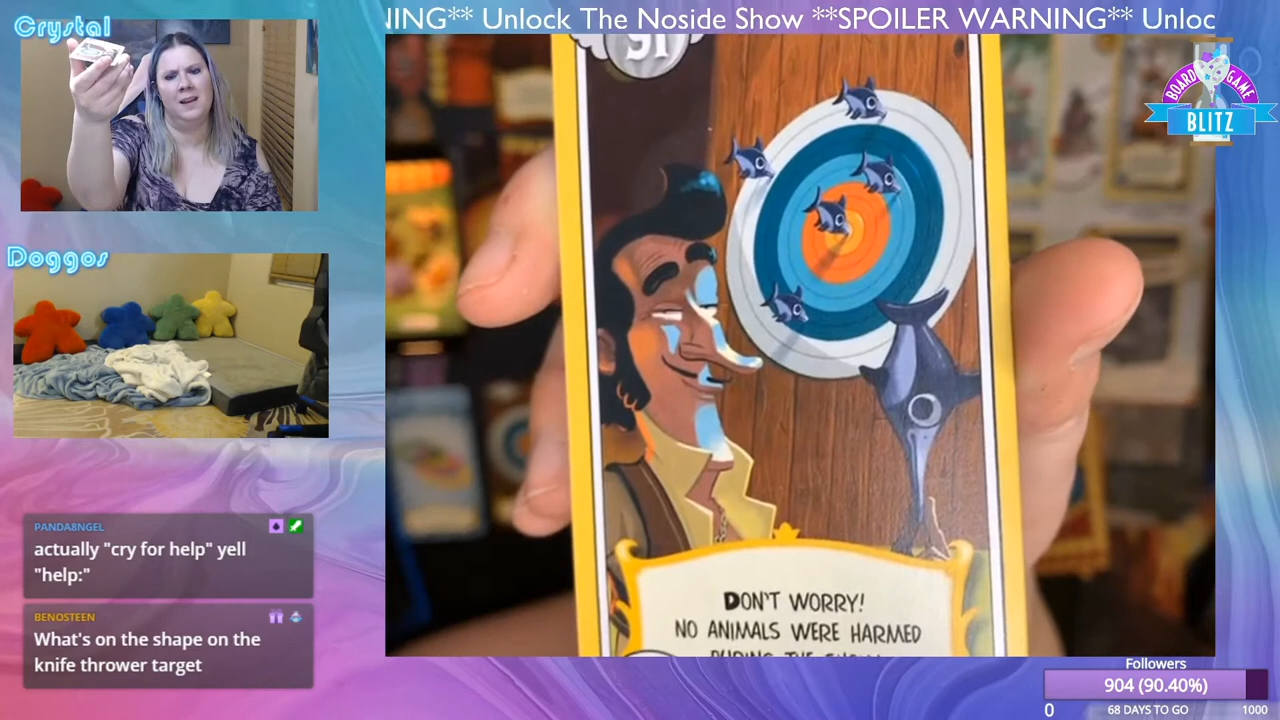 NING** Unlock The Noside Show **SPOILER WARNING** Unloc
Crystal
91
BOARD GAME
BLITZ
Doggos
PANDA8NGEL
actually "cry for help" yell
"help:"
BENOSTEEN
What's on the shape on the
knife thrower target
DON'T WORRY!
NO ANIMALS WERE HARMED
Followers
904 (90.40%)
0
68 DAYS TO GO
1000